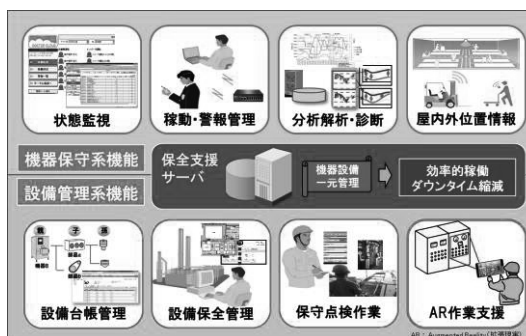 状態監視
稼動・警報管理
分析解析・診断
屋内外位置情報
機器保守系機能
設備管理系機能
保全支援
サーバ
機器設備
一元管理
効率的稼働
ダウンタイム縮減
親 子 孫
設備台帳管理
設備保全管理
保守点検作業
AR作業支援
AR：Augmented Reality（拡張現実）